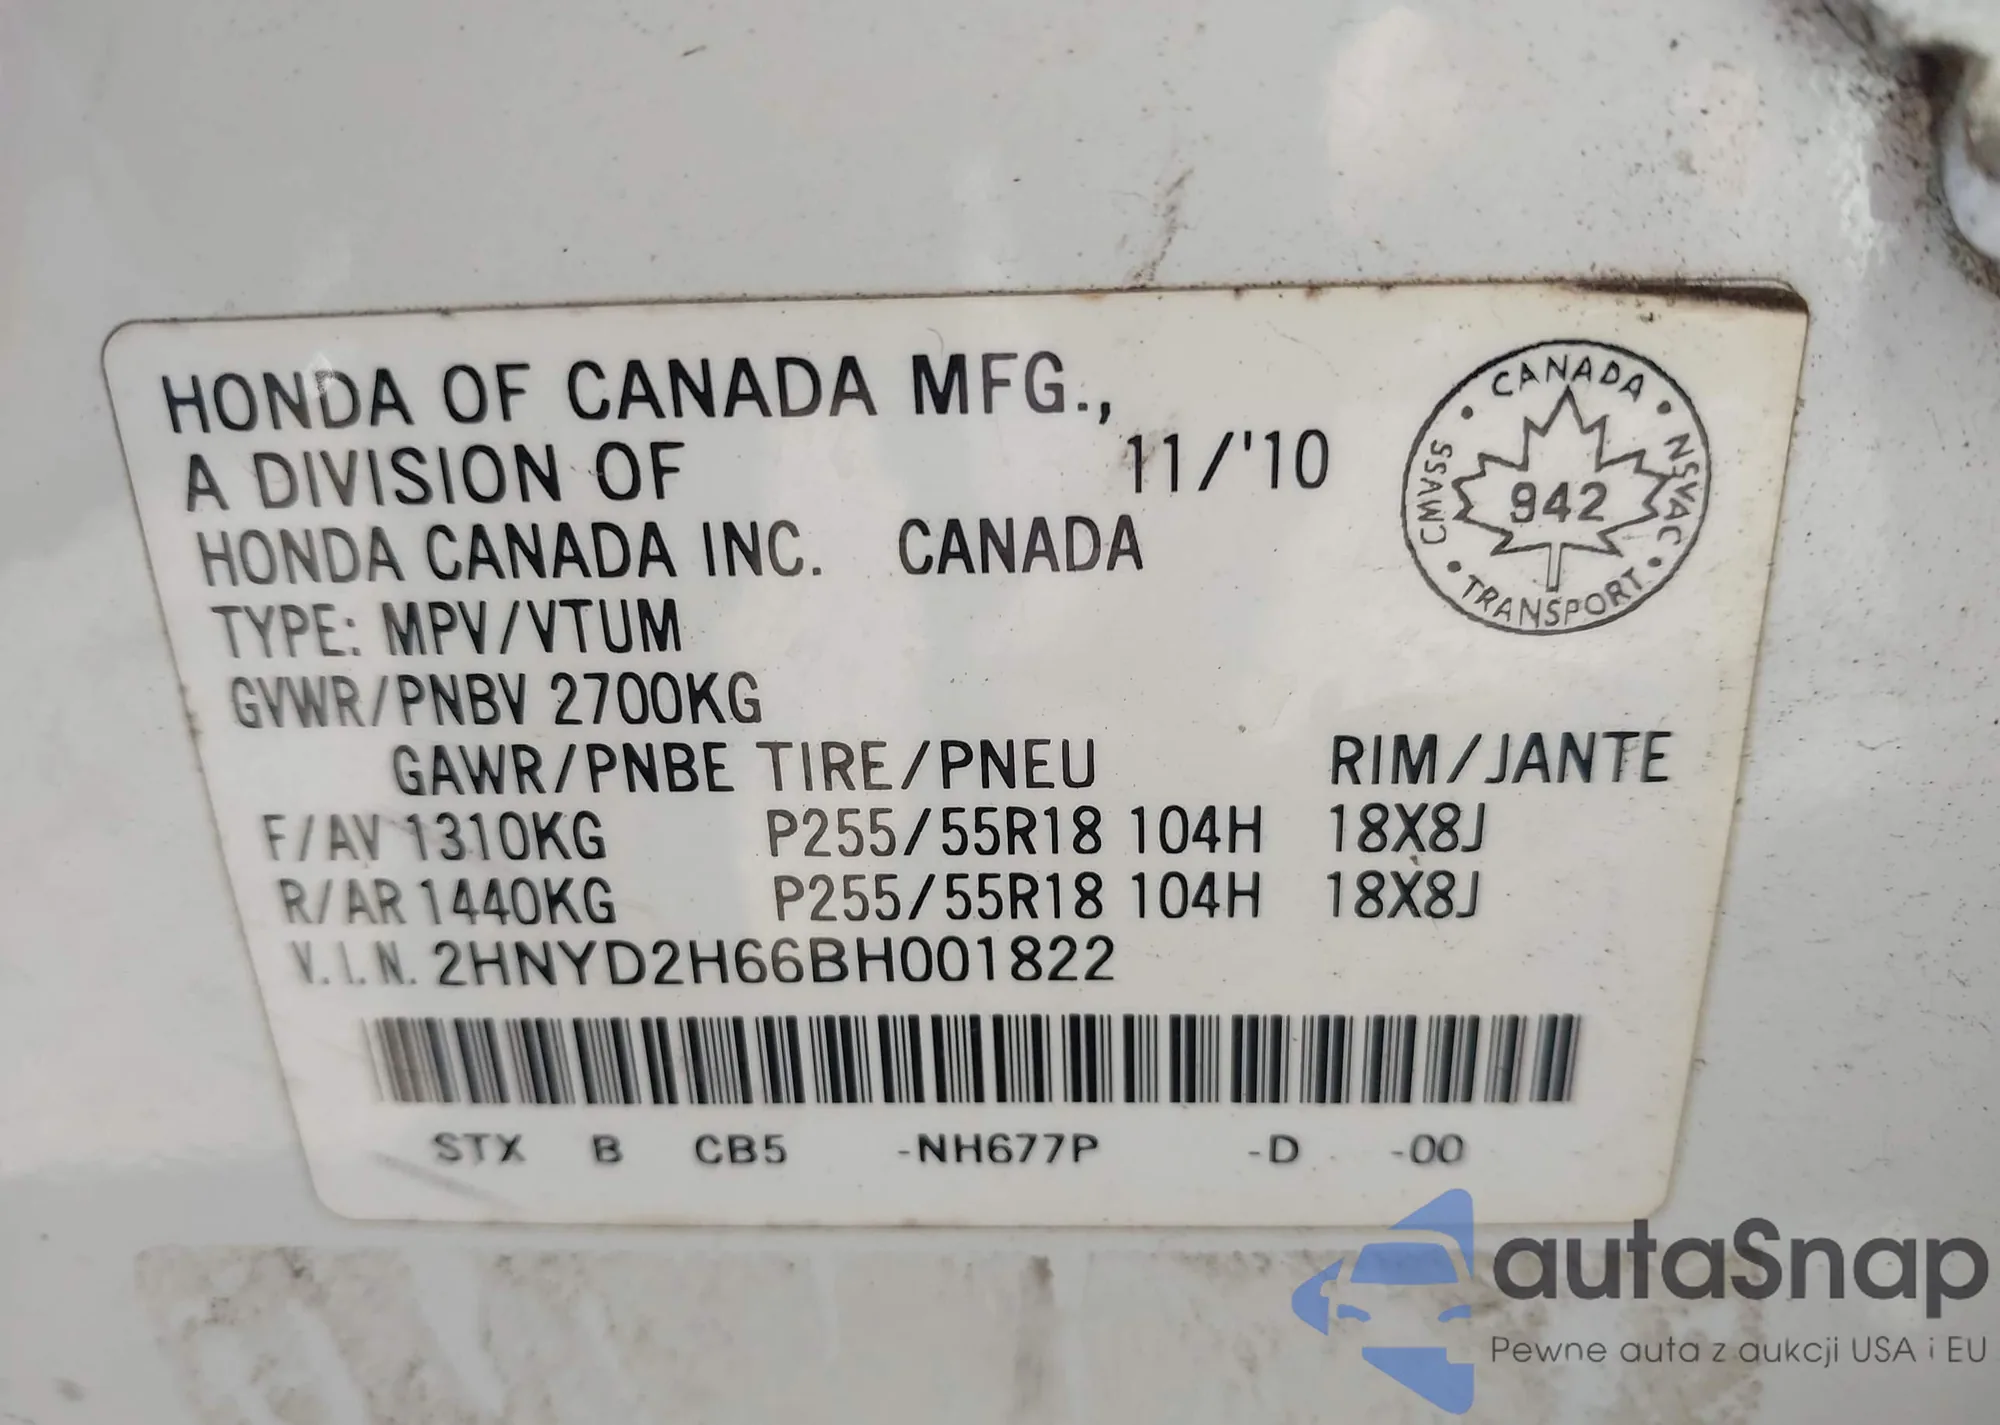 HONDA OF CANADA MFG.,
A DIVISION OF 11/'10
HONDA CANADA INC. CANADA
TYPE: MPV/VTUM
GVWR/PNBV 2700KG
GAWR/PNBE TIRE/PNEU RIM/JANTE
F/AV 1310KG P255/55R18 104H 18X8J
R/AR 1440KG P255/55R18 104H 18X8J
V.I.N. 2HNYD2H66BH001822
STX B CB5 -NH677P -D -00
CANADA
NSVAC
TRANSPORT
CMVSS
942
autoSnap
Pewne auta z aukcji USA i EU